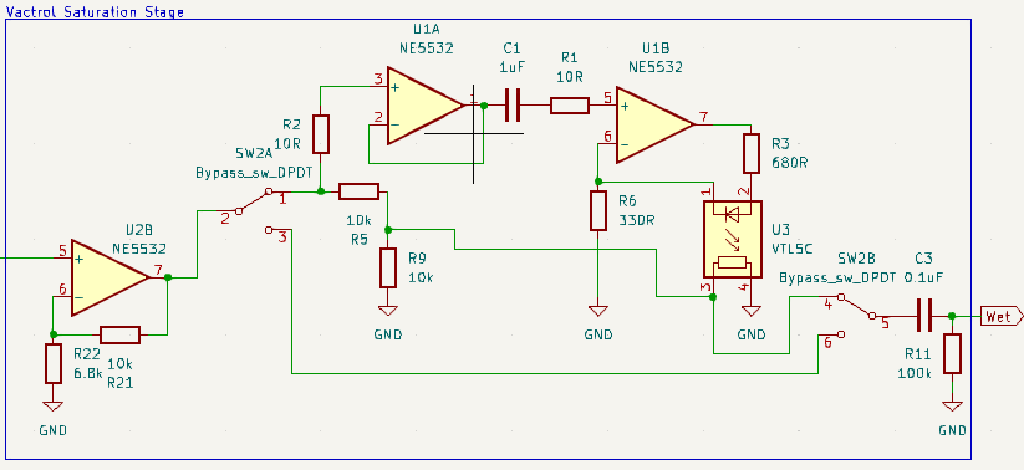 Vactrol Saturation Stage
U1A
NE5532
C1
1uF
R1
10R
U1B
NE5532
3
+
1
2
−
5
+
7
6
−
R2
10R
R3
680R
SW2A
Bypass_sw_DPDT
1
2
3
10k
R5
R6
330R
1
2
U3
VTL5C
3
4
U2B
NE5532
5
+
7
6
−
R9
10k
GND
GND
GND
SW2B
Bypass_sw_DPDT
4
5
6
C3
0.1uF
Wet
R22
6.8k
10k
R21
R11
100k
GND
GND